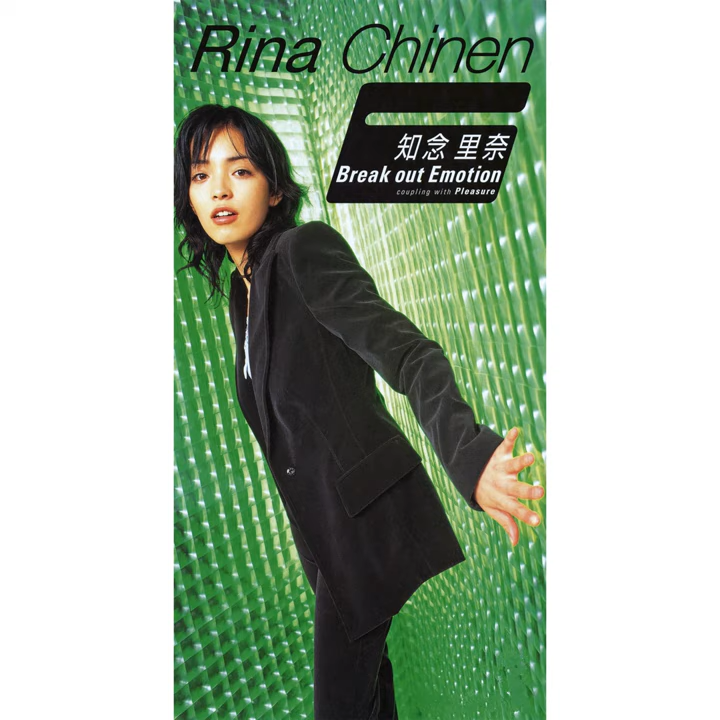 Rina Chinen
知念 里奈
Break out Emotion
coupling with Pleasure